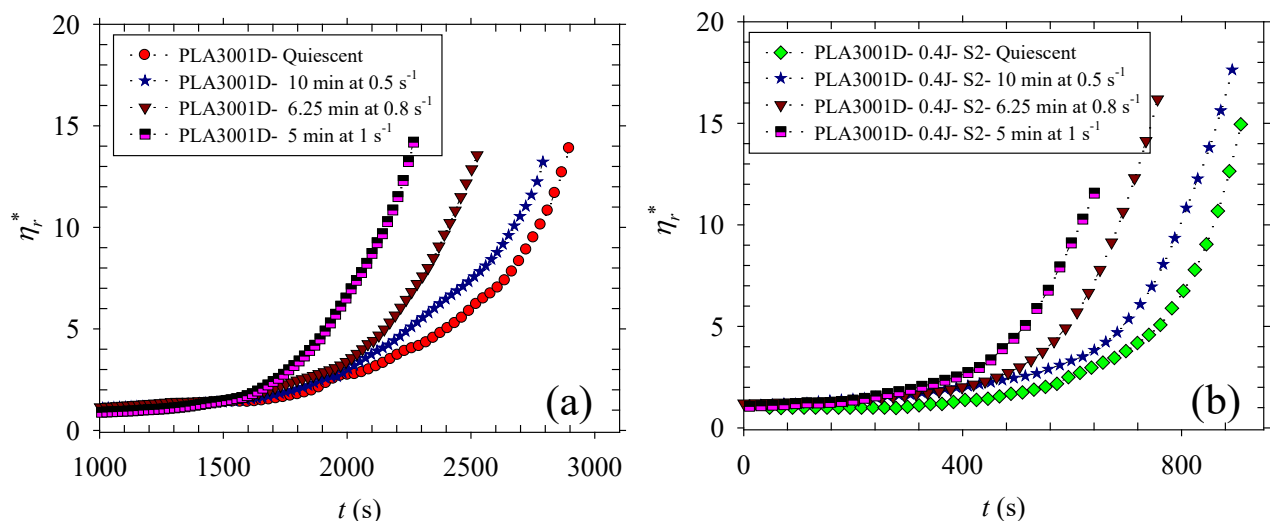 20
15
10
5
0
η_r^*
PLA3001D- Quiescent
PLA3001D- 10 min at 0.5 s^-1
PLA3001D- 6.25 min at 0.8 s^-1
PLA3001D- 5 min at 1 s^-1
(a)
1000 1500 2000 2500 3000
t (s)
20
15
10
5
0
η_r^*
PLA3001D- 0.4J- S2- Quiescent
PLA3001D- 0.4J- S2- 10 min at 0.5 s^-1
PLA3001D- 0.4J- S2- 6.25 min at 0.8 s^-1
PLA3001D- 0.4J- S2- 5 min at 1 s^-1
(b)
0 400 800
t (s)